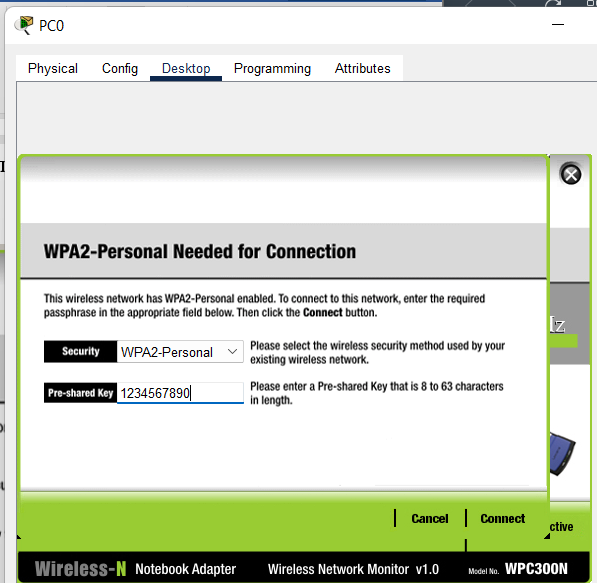 PC0
Physical Config Desktop Programming Attributes
WPA2-Personal Needed for Connection
This wireless network has WPA2-Personal enabled. To connect to this network, enter the required
passphrase in the appropriate field below. Then click the Connect button.
Security WPA2-Personal
Please select the wireless security method used by your
existing wireless network.
Pre-shared Key 1234567890
Please enter a Pre-shared Key that is 8 to 63 characters
in length.
Cancel Connect
Wireless-N Notebook Adapter Wireless Network Monitor v1.0 Model No. WPC300N